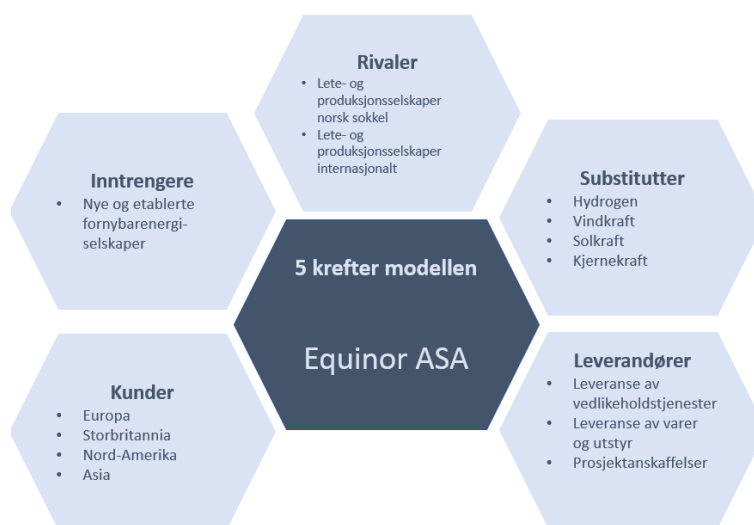 Rivaler
• Lete- og
produksjonsselskaper
norsk sokkel
• Lete- og
produksjonsselskaper
internasjonalt
Inntrengere
• Nye og etablerte
fornybarenergi-
selskaper
Substitutter
• Hydrogen
• Vindkraft
• Solkraft
• Kjernekraft
5 krefter modellen
Equinor ASA
Kunder
• Europa
• Storbritannia
• Nord-Amerika
• Asia
Leverandører
• Leveranse av
vedlikeholdstjenester
• Leveranse av varer
og utstyr
• Prosjektanskaffelser